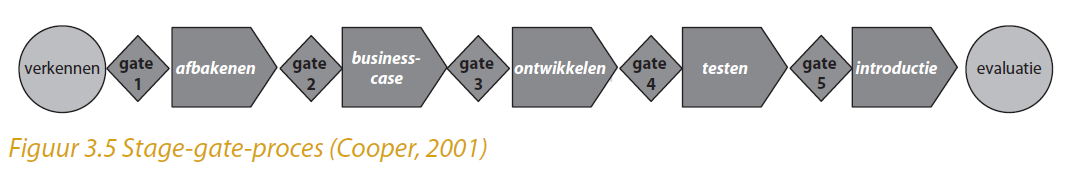 verkennen
gate
1
afbakenen
gate
2
business-
case
gate
3
ontwikkelen
gate
4
testen
gate
5
introductie
evaluatie
Figuur 3.5 Stage-gate-proces (Cooper, 2001)